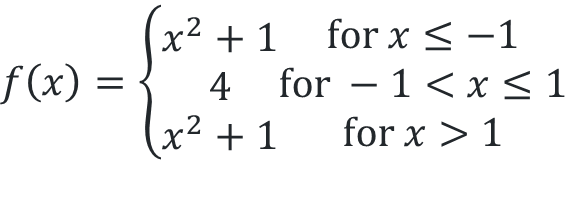 x² + 1 for x ≤ −1
f(x) = { 4 for − 1 < x ≤ 1
x² + 1 for x > 1